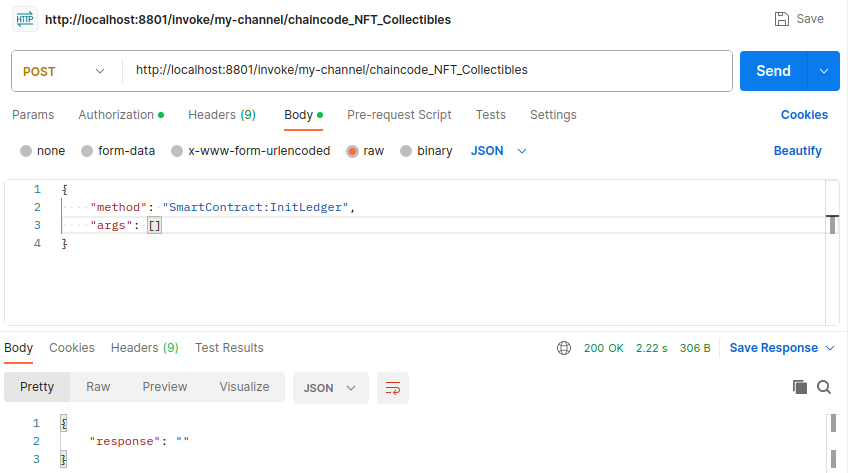 HTTP http://localhost:8801/invoke/my-channel/chaincode_NFT_Collectibles Save
POST http://localhost:8801/invoke/my-channel/chaincode_NFT_Collectibles Send
Params Authorization Headers (9) Body Pre-request Script Tests Settings Cookies
none form-data x-www-form-urlencoded raw binary JSON Beautify
1 {
2 "method": "SmartContract:InitLedger",
3 "args": []
4 }
Body Cookies Headers (9) Test Results 200 OK 2.22 s 306 B Save Response
Pretty Raw Preview Visualize JSON
1 {
2 "response": ""
3 }